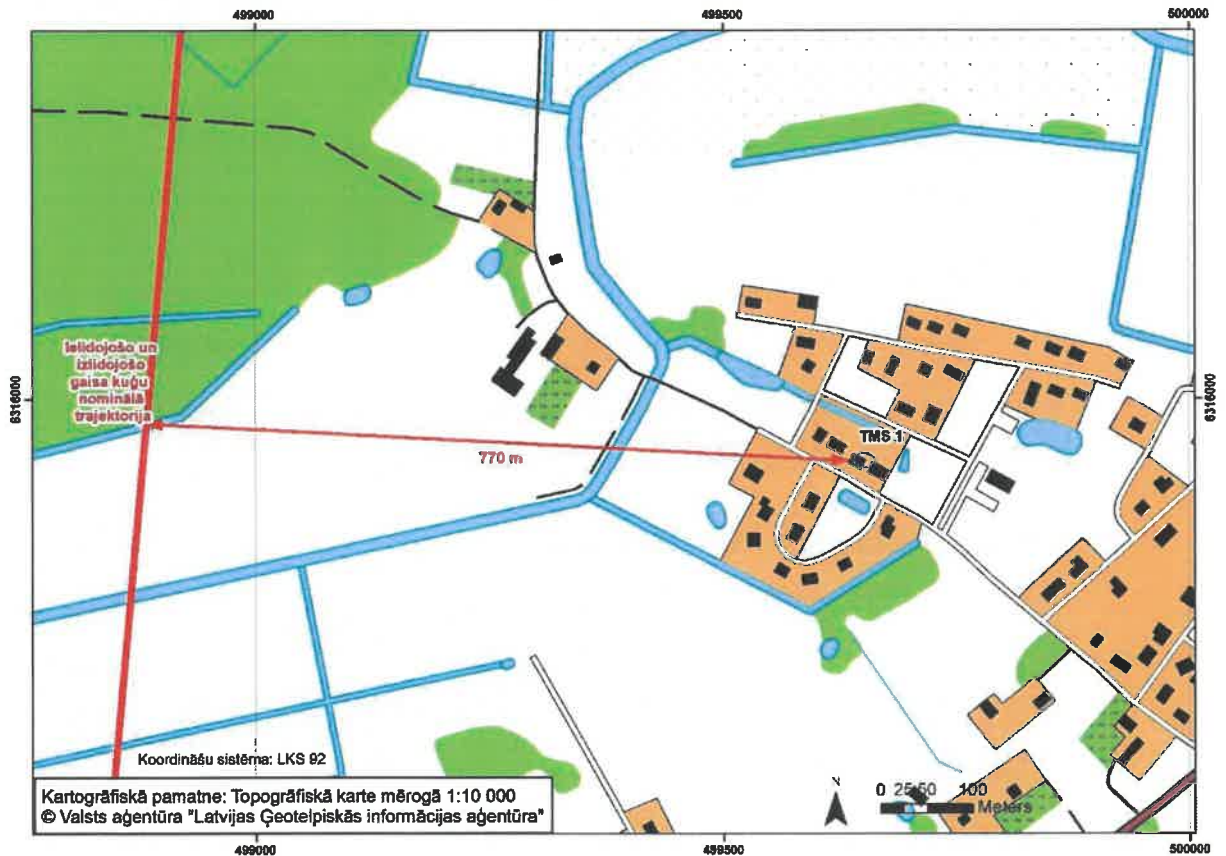 499000
499500
500000
6316000
6316000
Ielidojošo un
izlidojošo
gaisa kuģu
nominālā
trajektorija
770 m
TMS 1
Koordināšu sistēma: LKS 92
Kartogrāfiskā pamatne: Topogrāfiskā karte mērogā 1:10 000
© Valsts aģentūra "Latvijas Ģeotelpiskās informācijas aģentūra"
N
0 25 50 100
Meters
499000
499500
500000